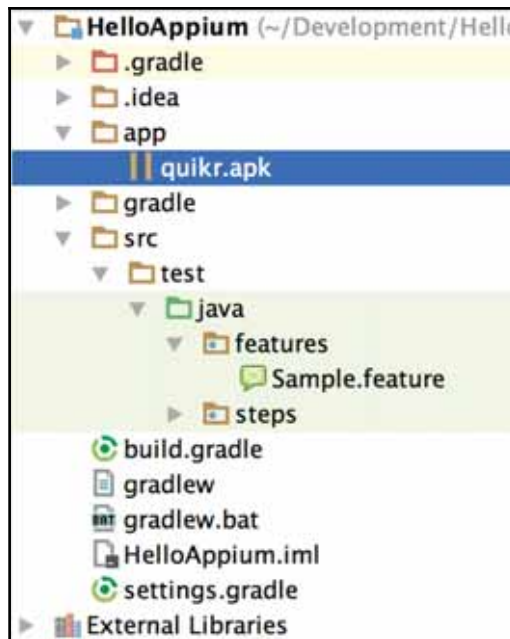 HelloAppium (~/Development/Hello
.gradle
.idea
app
quikr.apk
gradle
src
test
java
features
Sample.feature
steps
build.gradle
gradlew
BAT gradlew.bat
HelloAppium.iml
settings.gradle
External Libraries